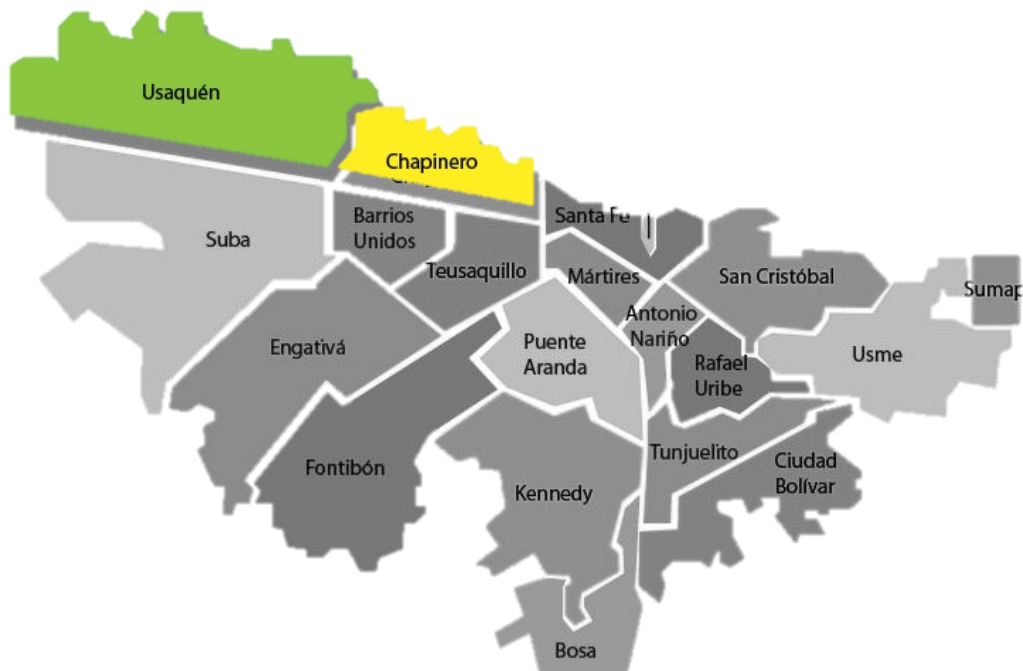 Usaquén
Chapinero
Barrios
Unidos
Santa Fe
Suba
Teusaquillo
Mártires
San Cristóbal
Sumap
Antonio
Nariño
Engativá
Puente
Aranda
Rafael
Uribe
Usme
Fontibón
Kennedy
Tunjuelito
Ciudad
Bolívar
Bosa